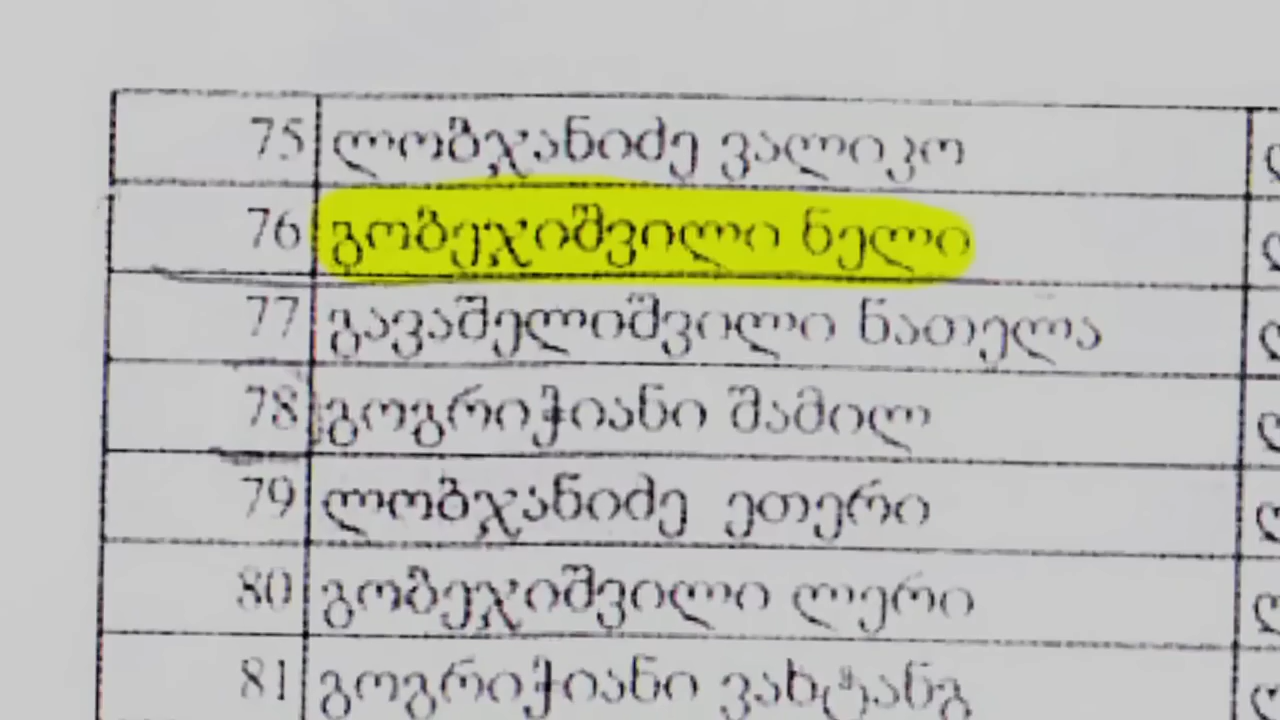 75 ლობჯანიძე ვალიკო
76 გობეჯიშვილი ნელი
77 გავაშელიშვილი ნათელა
78 გოგრიჭიანი შამილ
79 ლობჯანიძე ეთერი
80 გობეჯიშვილი ლერი
81 გოგრიჭიანი ვახტანგ